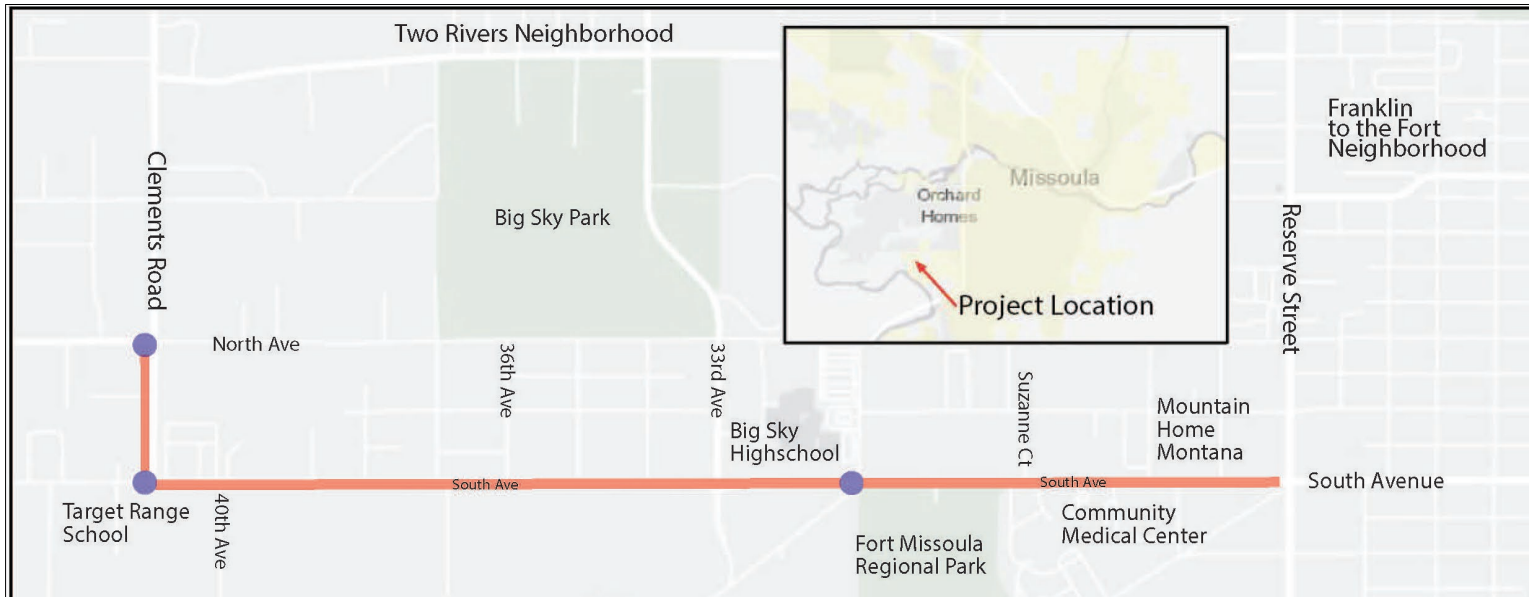 Two Rivers Neighborhood
Franklin
to the Fort
Neighborhood
Missoula
Orchard
Homes
Project Location
Clements Road
Big Sky Park
Reserve Street
North Ave
36th Ave
33rd Ave
Suzanne Ct
Mountain
Home
Montana
Big Sky
Highschool
South Ave
South Ave
South Avenue
Target Range
School
40th Ave
Community
Medical Center
Fort Missoula
Regional Park